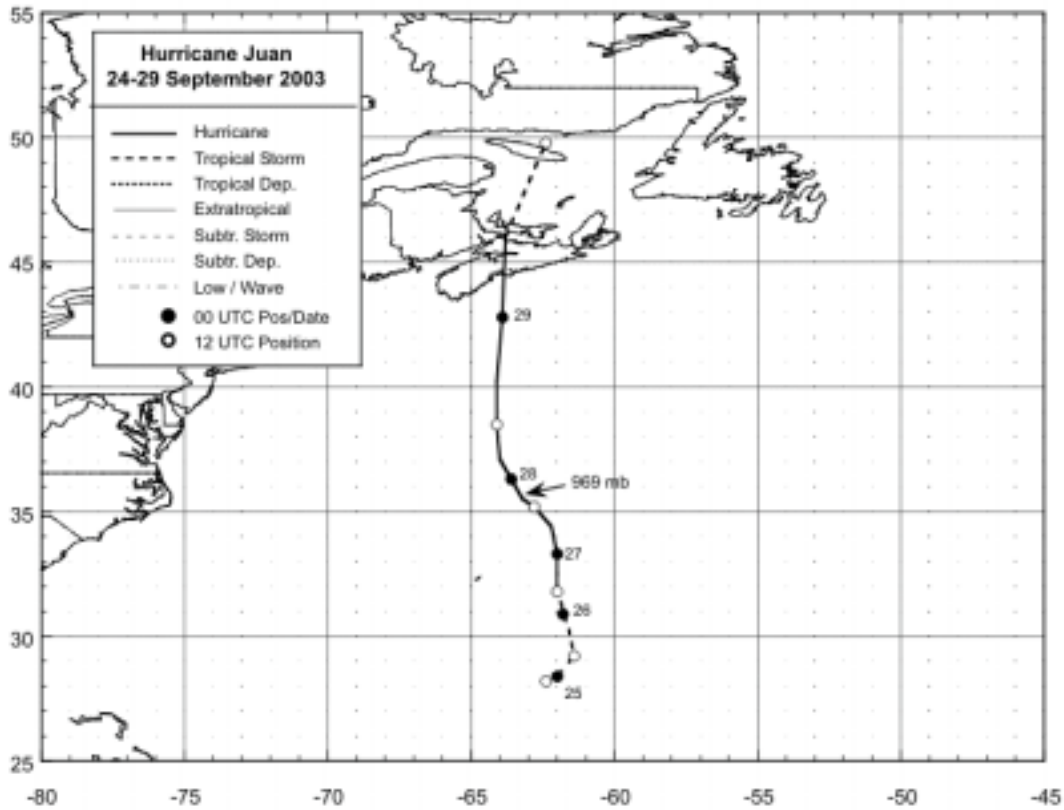 55
50
45
40
35
30
25
Hurricane Juan
24-29 September 2003
Hurricane
Tropical Storm
Tropical Dep.
Extratropical
Subtr. Storm
Subtr. Dep.
Low / Wave
00 UTC Pos/Date
12 UTC Position
29
28
969 mb
27
26
25
-80 -75 -70 -65 -60 -55 -50 -45